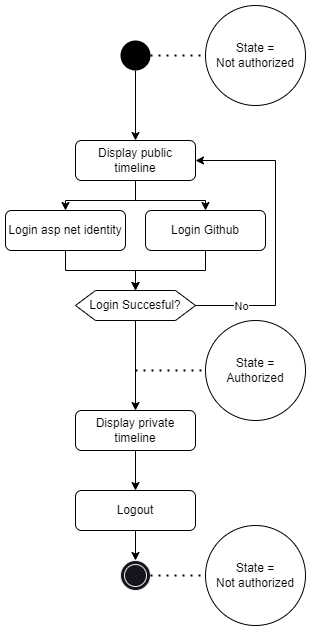 State =
Not authorized
Display public
timeline
Login asp net identity
Login Github
Login Succesful?
No
State =
Authorized
Display private
timeline
Logout
State =
Not authorized